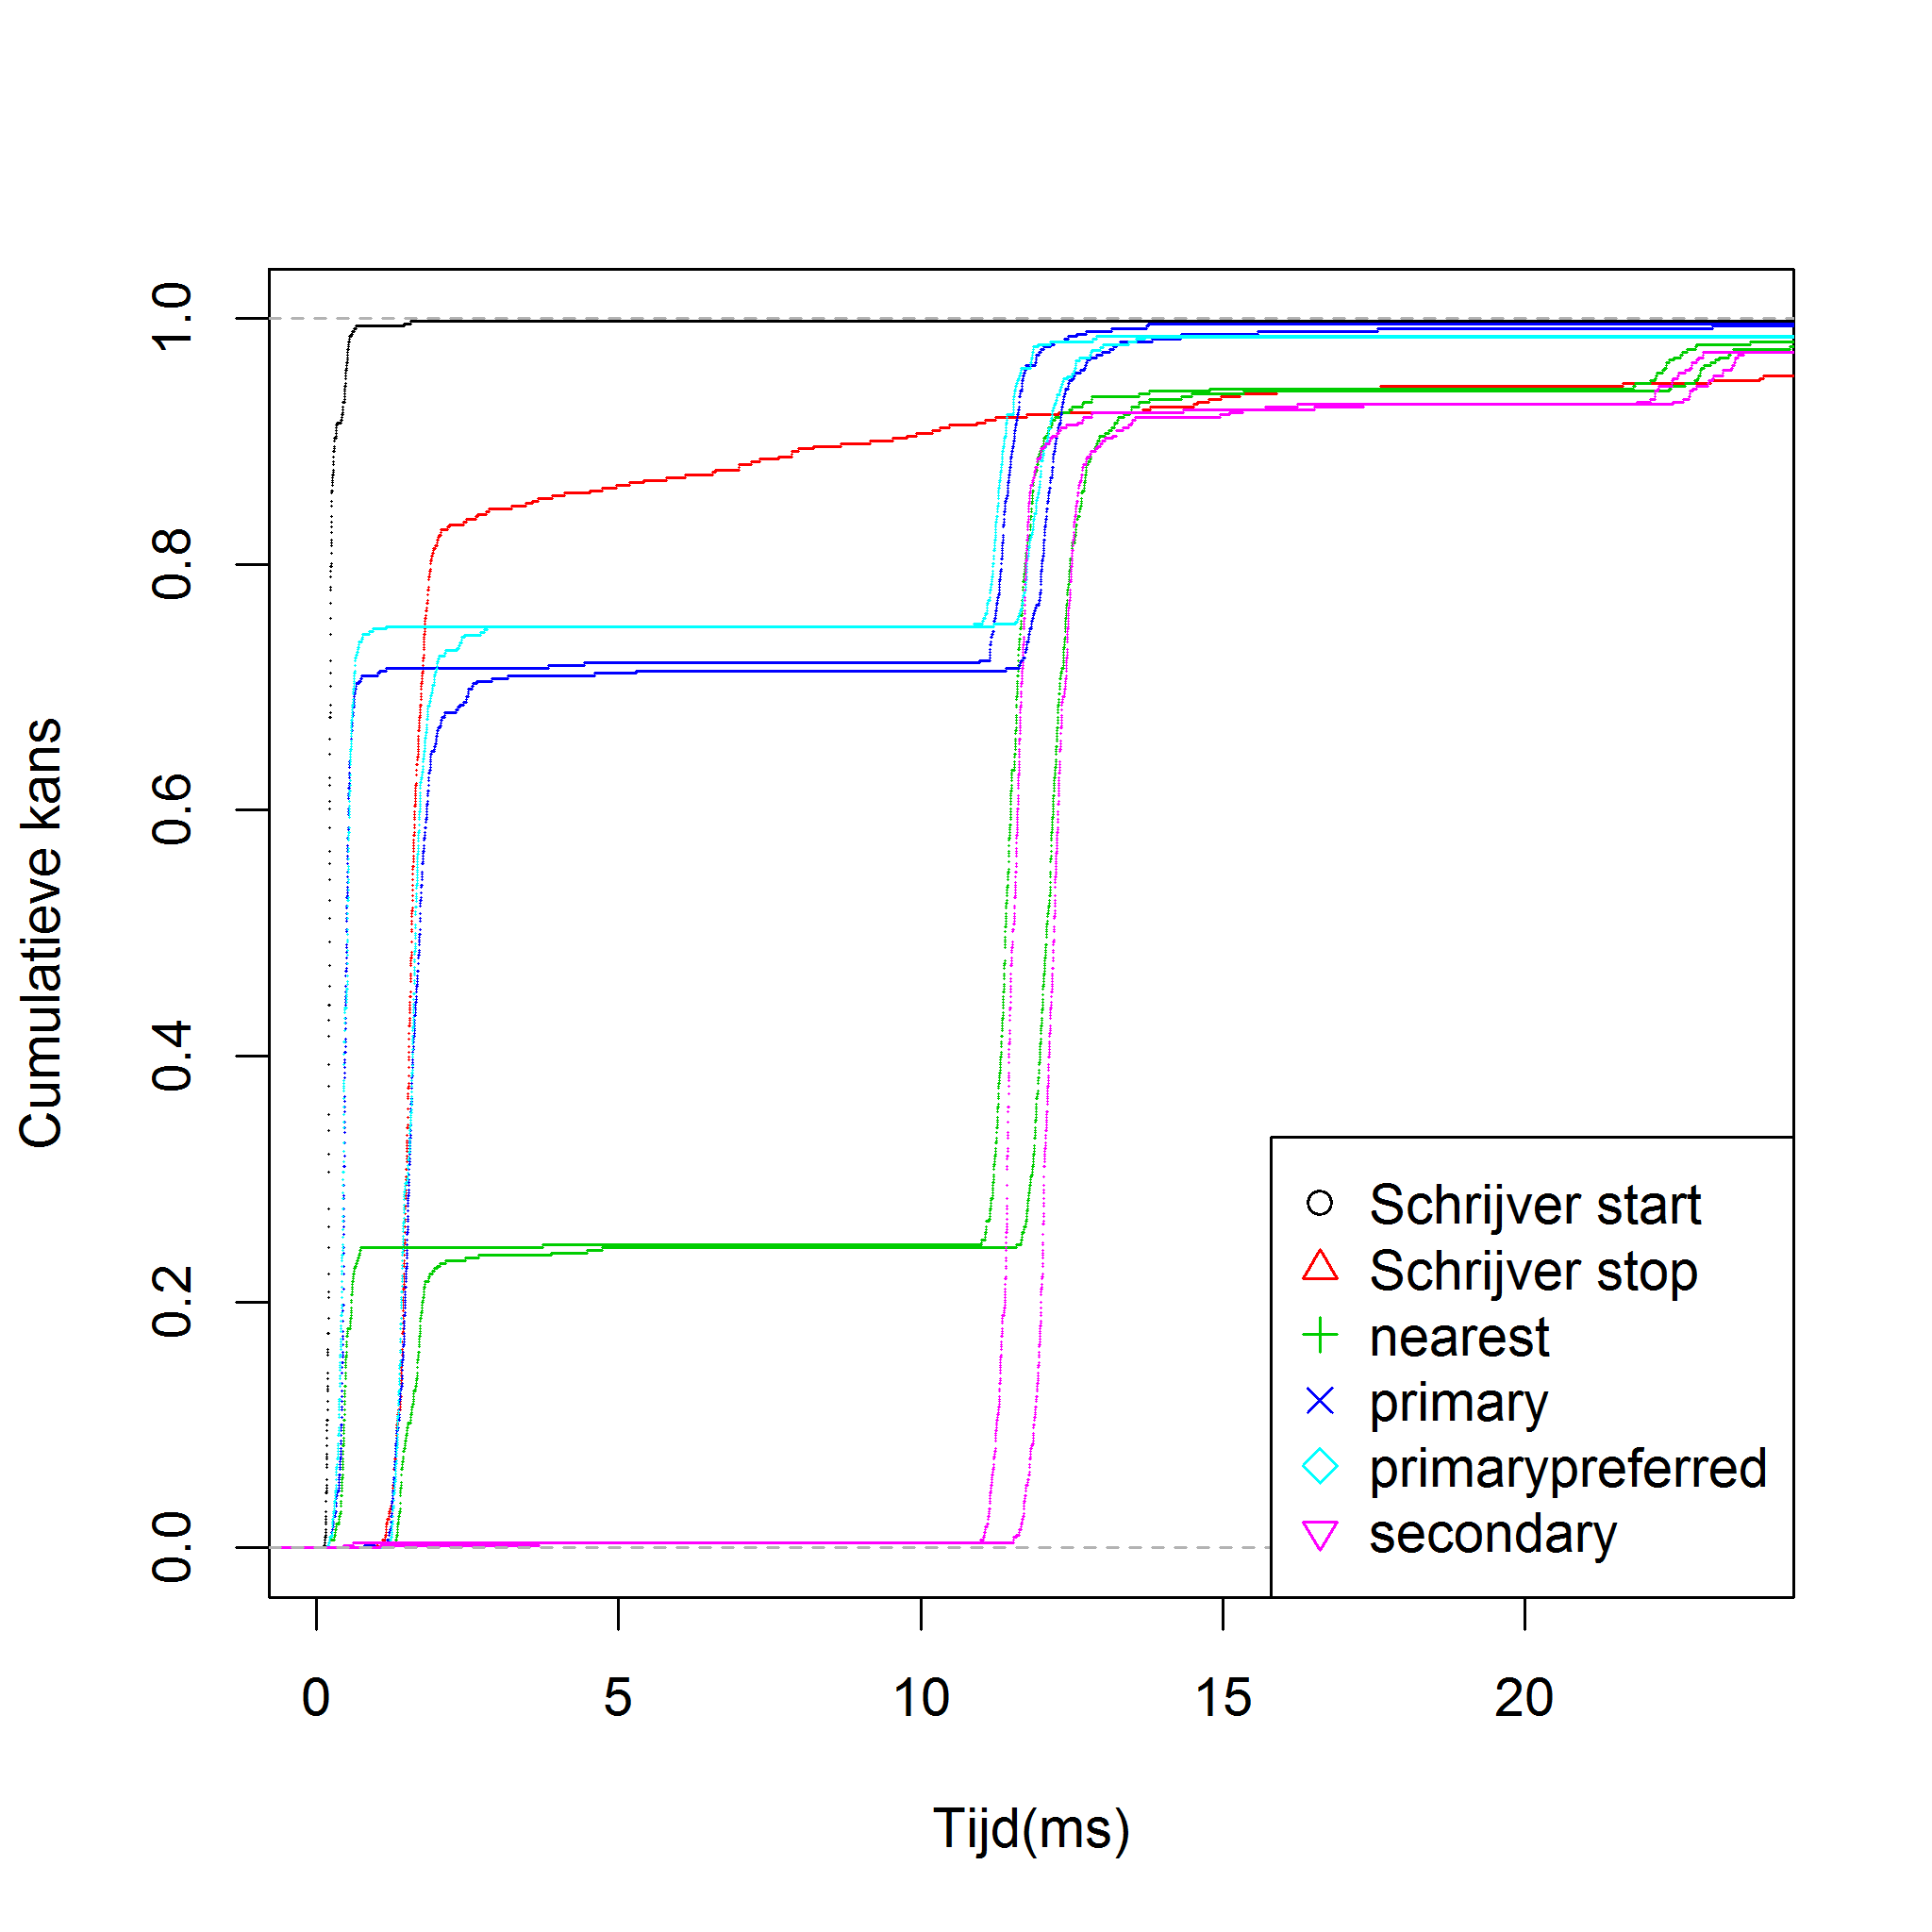 Cumulatieve kans
1.0
0.8
0.6
0.4
0.2
0.0
Schrijver start
Schrijver stop
nearest
primary
primarypreferred
secondary
0 5 10 15 20
Tijd(ms)